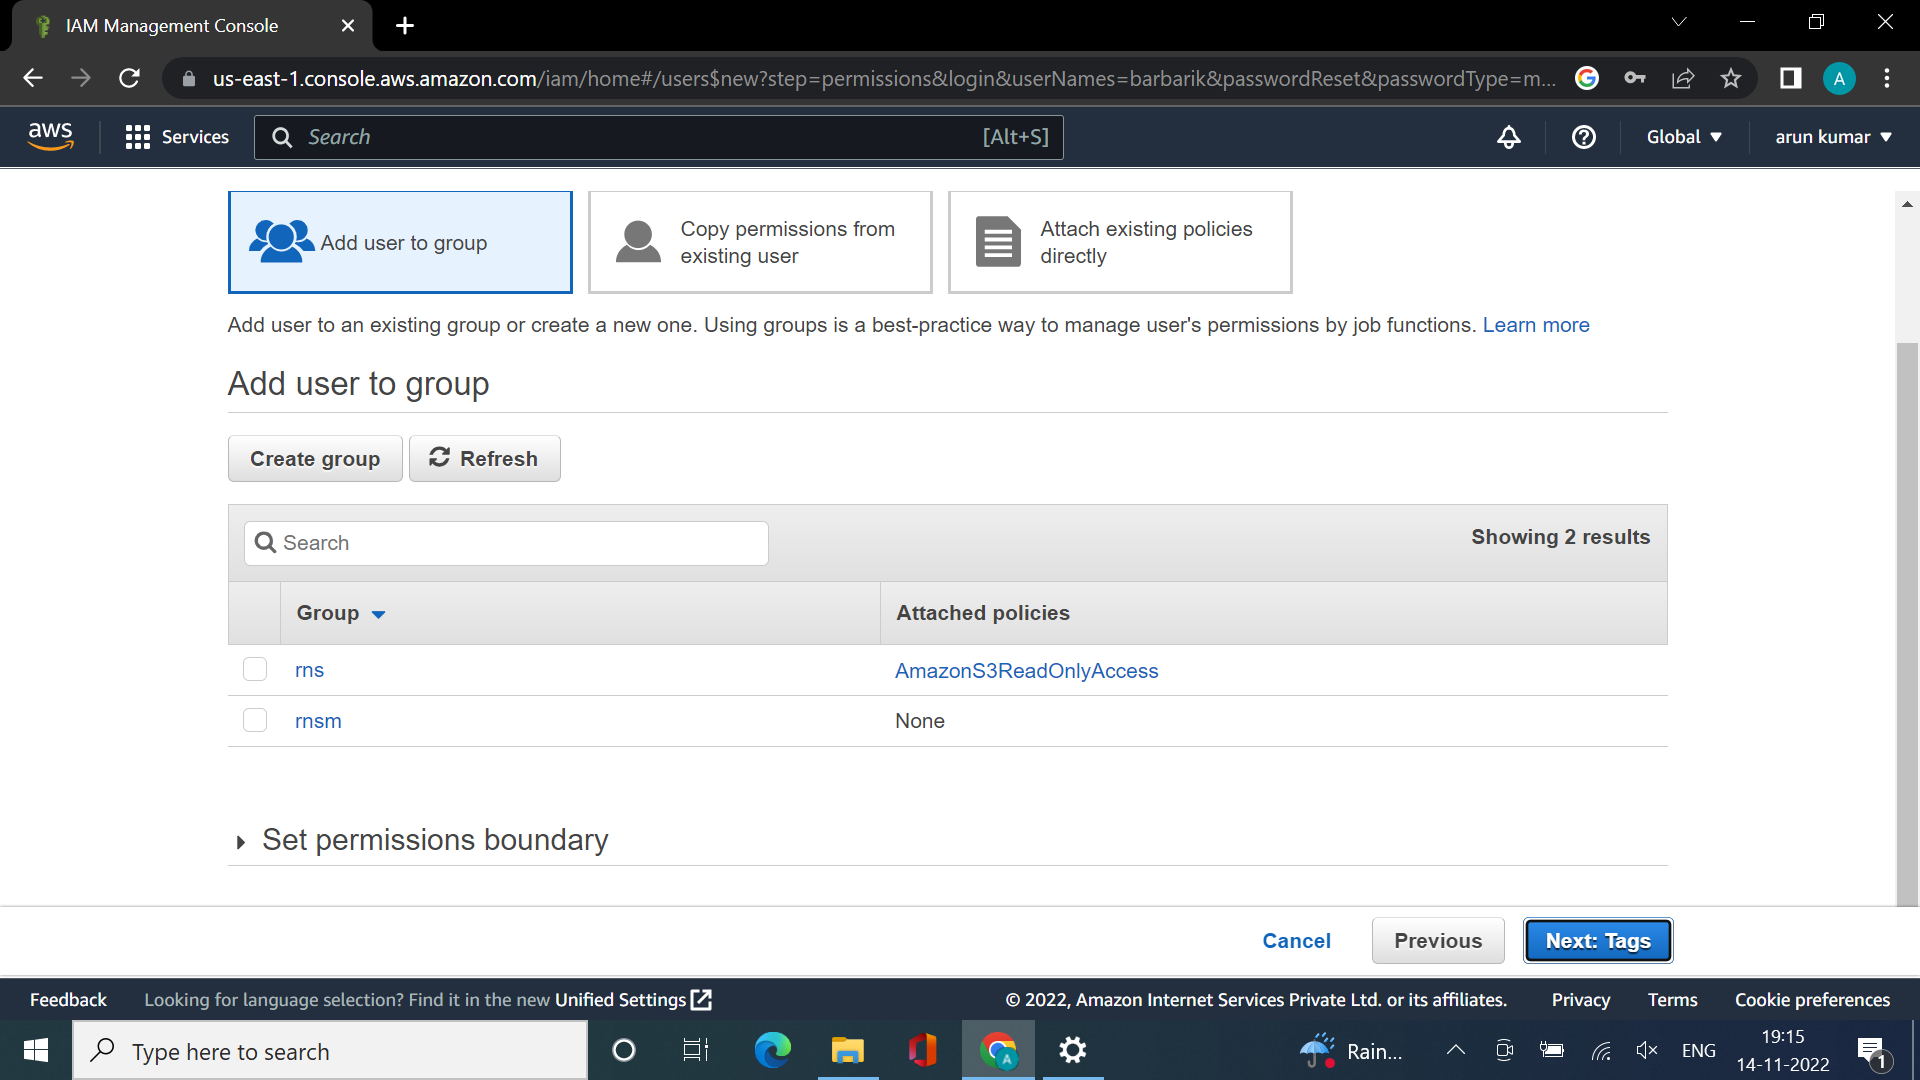 IAM Management Console
us-east-1.console.aws.amazon.com/iam/home#/users$new?step=permissions&login&userNames=barbarik&passwordReset&passwordType=m...
A
aws
Services
Search
[Alt+S]
Global
arun kumar
Add user to group
Copy permissions from
existing user
Attach existing policies
directly
Add user to an existing group or create a new one. Using groups is a best-practice way to manage user's permissions by job functions. Learn more
Add user to group
Create group
Refresh
Search
Showing 2 results
Group
Attached policies
rns
AmazonS3ReadOnlyAccess
rnsm
None
Set permissions boundary
Cancel
Previous
Next: Tags
Feedback
Looking for language selection? Find it in the new Unified Settings
© 2022, Amazon Internet Services Private Ltd. or its affiliates.
Privacy
Terms
Cookie preferences
Type here to search
A
Rain...
ENG
19:15
14-11-2022
1